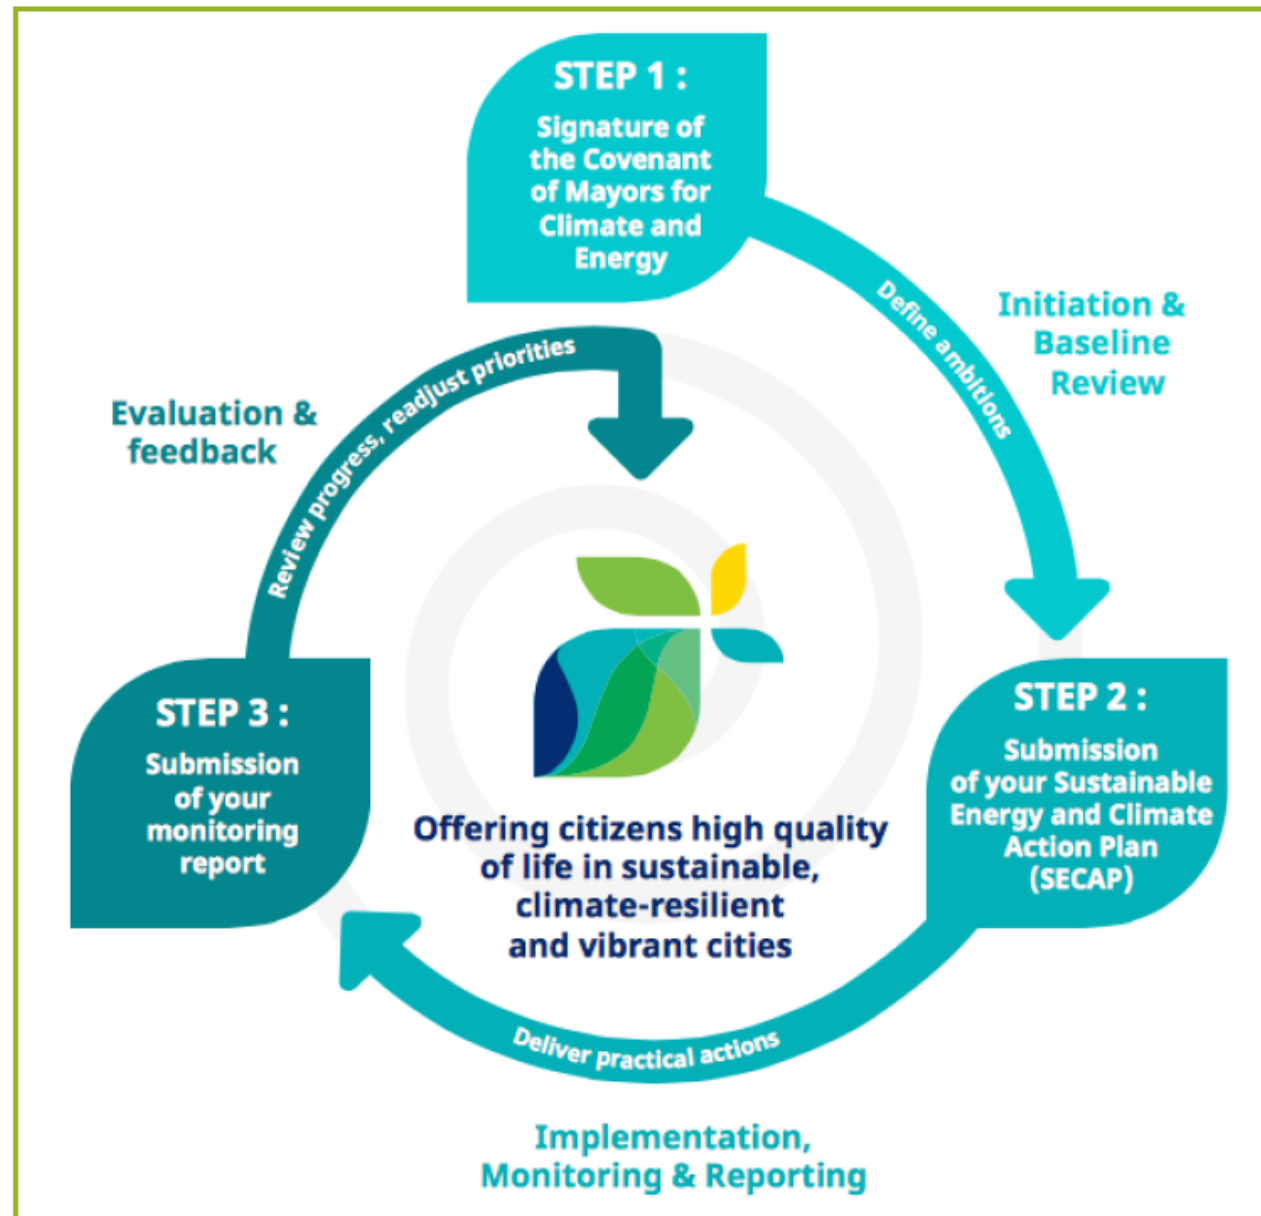 STEP 1 :
Signature of
the Covenant
of Mayors for
Climate and
Energy
Define ambitions
Initiation &
Baseline
Review
STEP 2 :
Submission
of your Sustainable
Energy and Climate
Action Plan
(SECAP)
Deliver practical actions
Implementation,
Monitoring & Reporting
STEP 3 :
Submission
of your
monitoring
report
Review progress, readjust priorities
Evaluation &
feedback
Offering citizens high quality
of life in sustainable,
climate-resilient
and vibrant cities